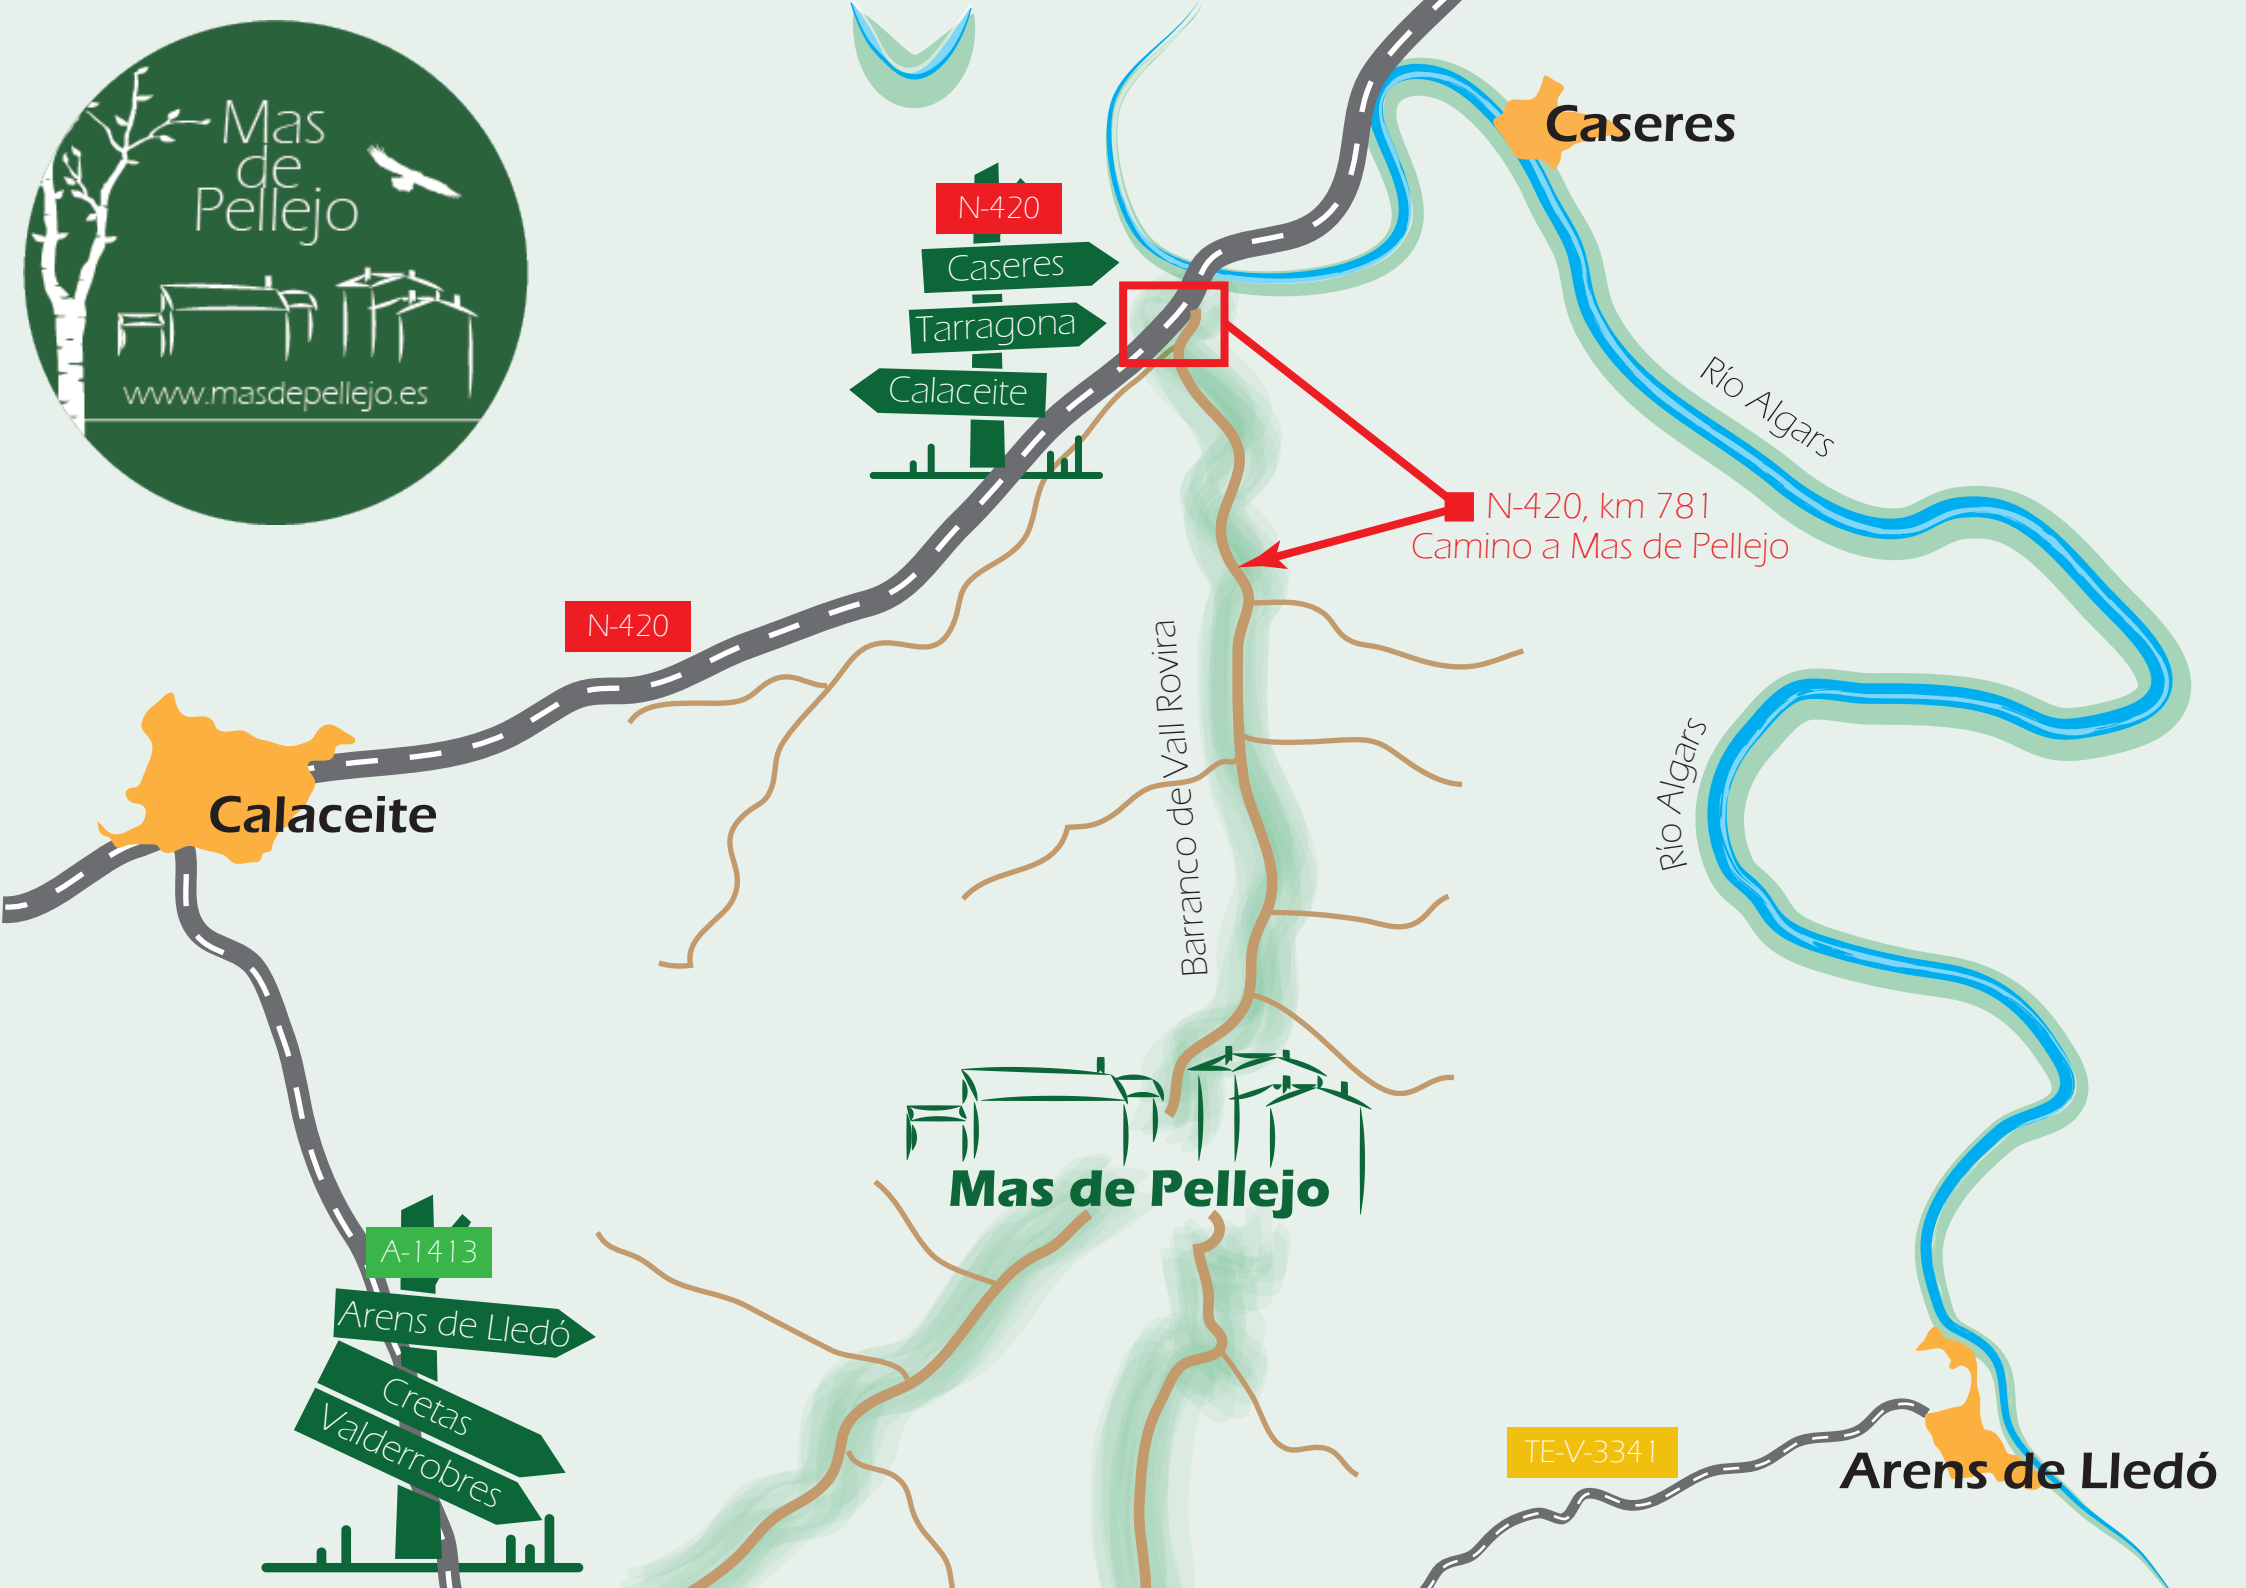 Mas
de
Pellejo
www.masdepellejo.es
Caseres
N-420
Caseres
Tarragona
Calaceite
Río Algars
N-420, km 781
Camino a Mas de Pellejo
N-420
Barranco de Vall Rovira
Río Algars
Calaceite
Mas de Pellejo
A-1413
Arens de Lledó
Cretas
Valderrobres
TE-V-3341
Arens de Lledó